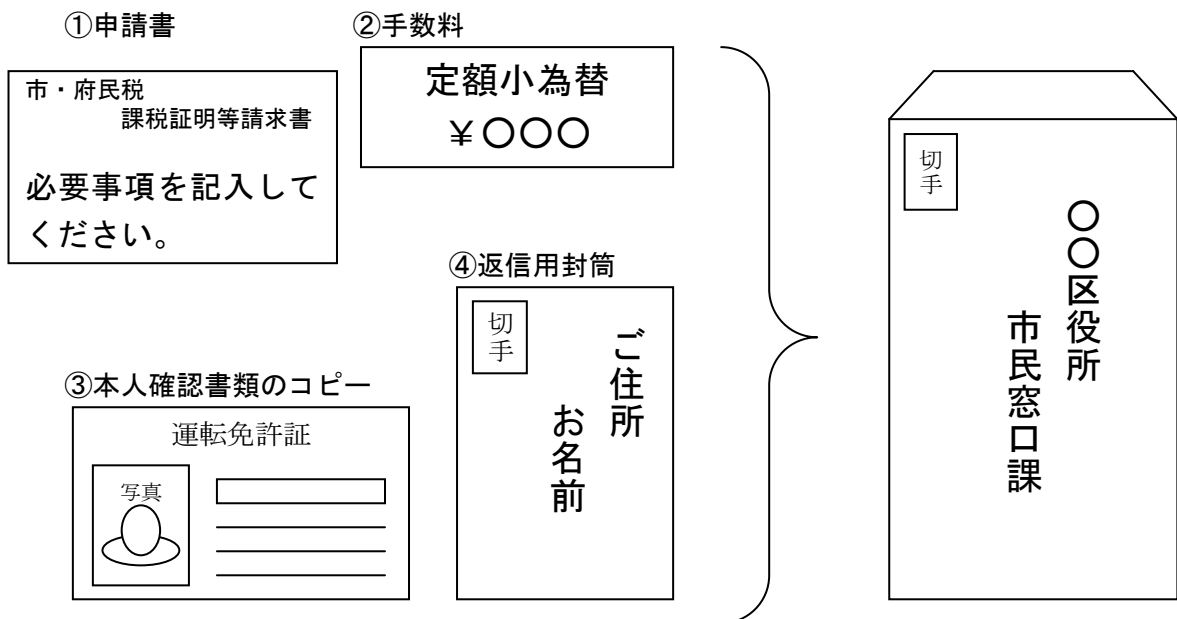 ①申請書
市・府民税
課税証明等請求書
必要事項を記入して
ください。
②手数料
定額小為替
￥〇〇〇
③本人確認書類のコピー
運転免許証
写真
④返信用封筒
切手
ご住所
お名前
切手
〇〇区役所
市民窓口課